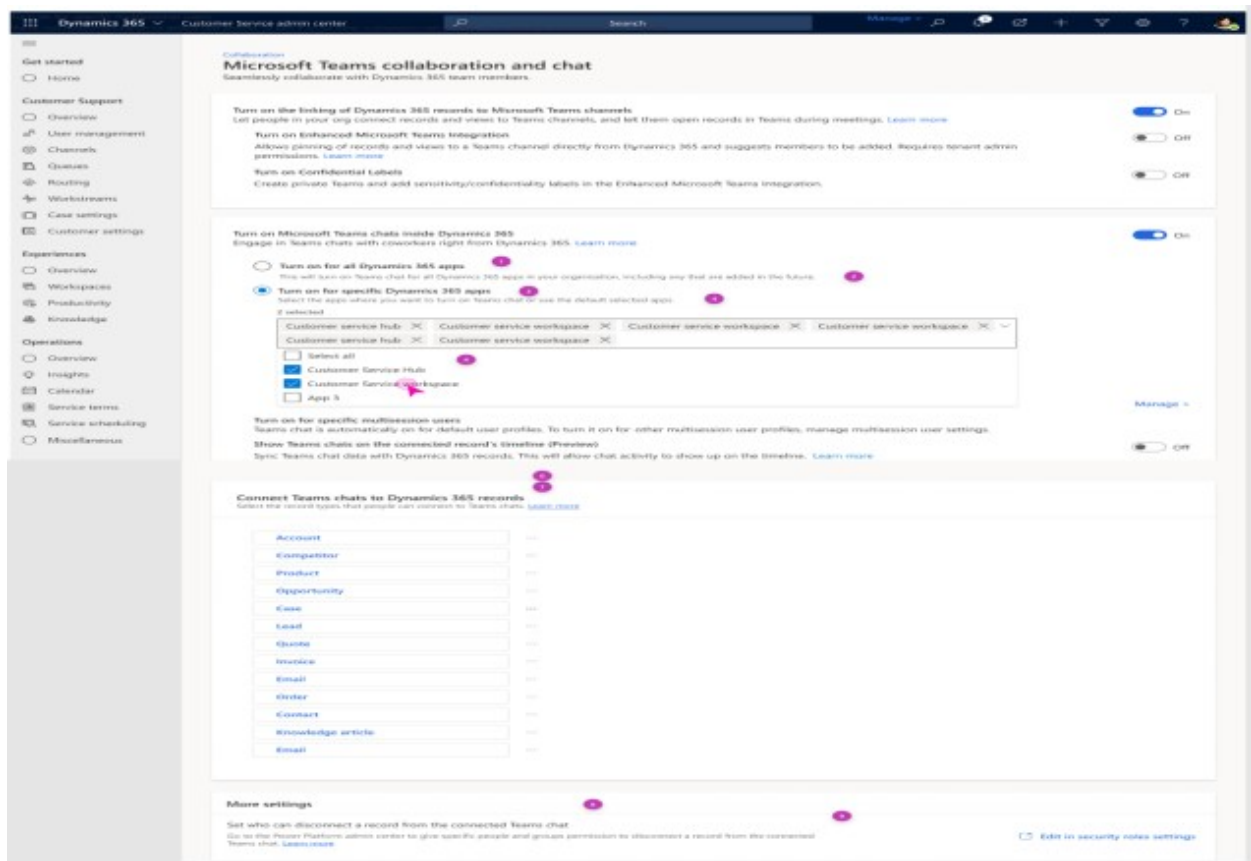 Dynamics 365
Customer Service admin center
Search
Manage >
?
Get started
Home
Customer Support
Overview
User management
Channels
Queues
Routing
Workstreams
Case settings
Customer settings
Experiences
Overview
Workspaces
Productivity
Knowledge
Operations
Overview
Insights
Calendar
Service terms
Service scheduling
Miscellaneous
Collaboration
Microsoft Teams collaboration and chat
Seamlessly collaborate with Dynamics 365 team members.
Turn on the linking of Dynamics 365 records to Microsoft Teams channels
On
Let people in your org connect records and views to Teams channels, and let them open records in Teams during meetings. Learn more
Turn on Enhanced Microsoft Teams Integration
Off
Allows pinning of records and views to a Teams channel directly from Dynamics 365 and suggests members to be added. Requires tenant admin
permissions. Learn more
Turn on Confidential Labels
Off
Create private Teams and add sensitivity/confidentiality labels in the Enhanced Microsoft Teams Integration.
Turn on Microsoft Teams chats inside Dynamics 365
On
Engage in Teams chats with coworkers right from Dynamics 365. Learn more
Turn on for all Dynamics 365 apps
This will turn on Teams chat for all Dynamics 365 apps in your organization, including any that are added in the future.
Turn on for specific Dynamics 365 apps
Select the apps where you want to turn on Teams chat or use the default selected apps.
2 selected
Customer service hub
Customer service workspace
Customer service workspace
Customer service workspace
Customer service hub
Customer service workspace
Select all
Customer Service Hub
Customer Service workspace
App 3
Manage >
Turn on for specific multisession users
Teams chat is automatically on for default user profiles. To turn it on for other multisession user profiles, manage multisession user settings.
Show Teams chats on the connected record's timeline (Preview)
Off
Sync Teams chat data with Dynamics 365 records. This will allow chat activity to show up on the timeline. Learn more
Connect Teams chats to Dynamics 365 records
Select the record types that people can connect to Teams chats. Learn more
Account
Competitor
Product
Opportunity
Case
Lead
Quote
Invoice
Email
Order
Contact
Knowledge article
Email
More settings
Set who can disconnect a record from the connected Teams chat
Go to the Power Platform admin center to give specific people and groups permission to disconnect a record from the connected
Teams chat. Learn more
Edit in security roles settings